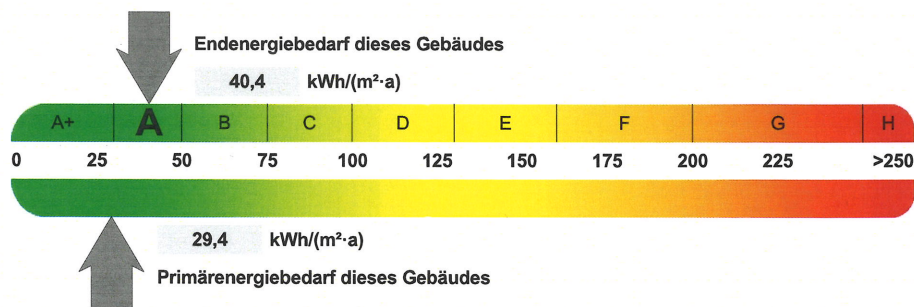 Endenergiebedarf dieses Gebäudes
40,4 kWh/(m²·a)
A+ A B C D E F G H
0 25 50 75 100 125 150 175 200 225 >250
29,4 kWh/(m²·a)
Primärenergiebedarf dieses Gebäudes